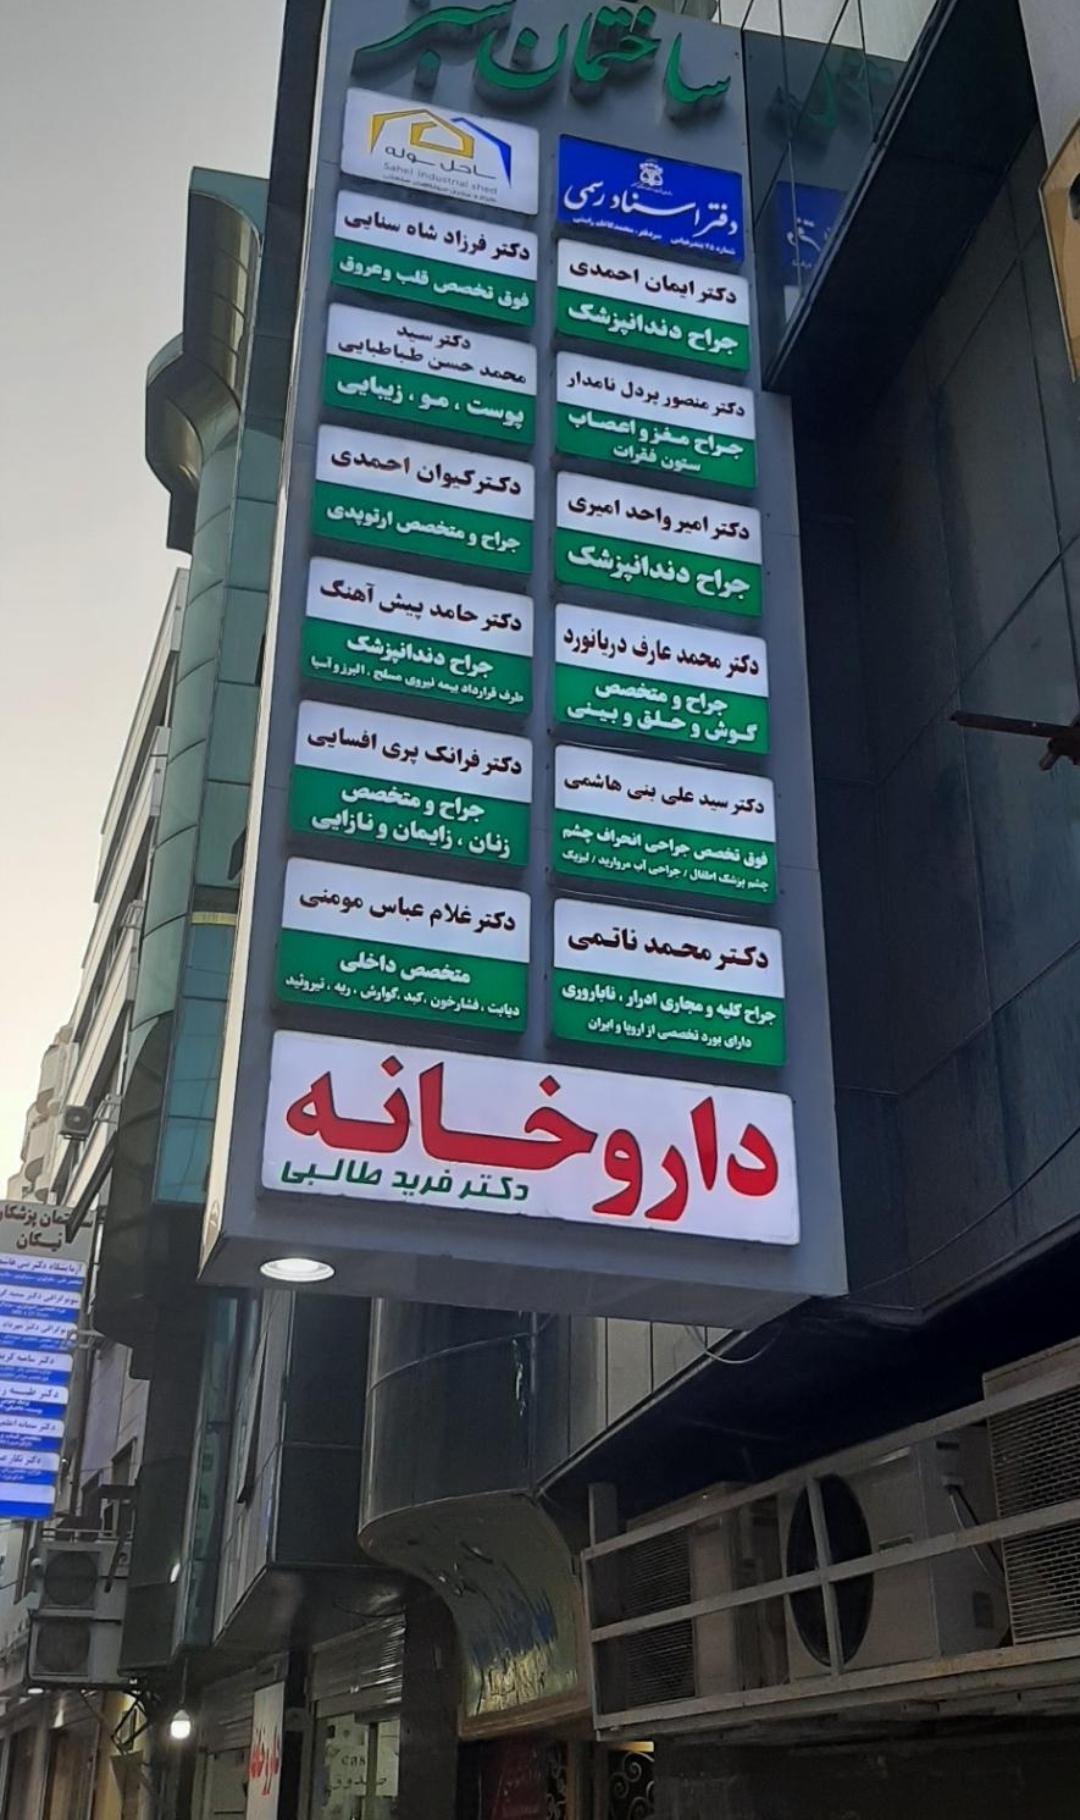 ساختمان سبز
دفتر اسناد رسمی
ساحل سوله
Sahel industrial shed
دکتر ایمان احمدی
جراح دندانپزشک
دکتر فرزاد شاه سنایی
فوق تخصص قلب وعروق
دکتر منصور پردل نامدار
جراح مغز و اعصاب
ستون فقرات
دکتر سید
محمد حسن طباطبایی
پوست ، مو ، زیبایی
دکتر امیر واحد امیری
جراح دندانپزشک
دکتر کیوان احمدی
جراح و متخصص ارتوپدی
دکتر محمد عارف دریانورد
جراح و متخصص
گوش و حلق و بینی
دکتر حامد پیش آهنگ
جراح دندانپزشک
طرف قرارداد بیمه نیروی مسلح ، البرز و آسیا
دکتر سید علی بنی هاشمی
فوق تخصص جراحی انحراف چشم
چشم پزشک اطفال / جراحی آب مروارید / لیزیک
دکتر فرانک پری افسایی
جراح و متخصص
زنان ، زایمان و نازایی
دکتر محمد ناتمی
جراح کلیه و مجاری ادرار ، ناباروری
دارای بورد تخصصی از اروپا و ایران
دکتر غلام عباس مومنی
متخصص داخلی
دیابت ، فشارخون ،کبد ،گوارش ، ریه ، تیروئید
داروخانه
دکتر فرید طالبی
نیکان